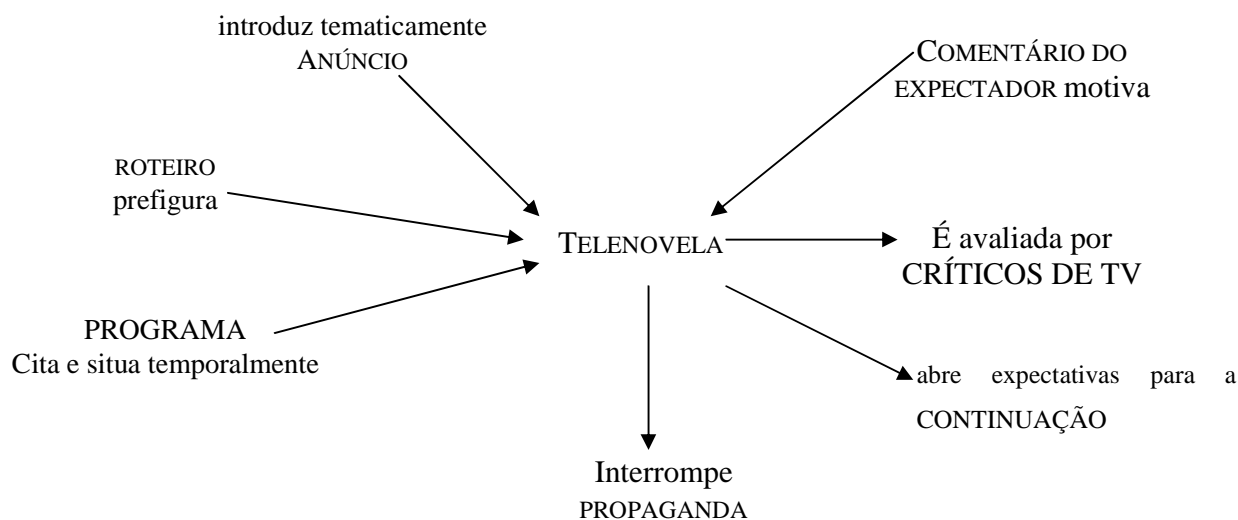 introduz tematicamente
ANÚNCIO
COMENTÁRIO DO
EXPECTADOR motiva
ROTEIRO
prefigura
TELENOVELA
É avaliada por
CRÍTICOS DE TV
PROGRAMA
Cita e situa temporalmente
abre expectativas para a
CONTINUAÇÃO
Interrompe
PROPAGANDA